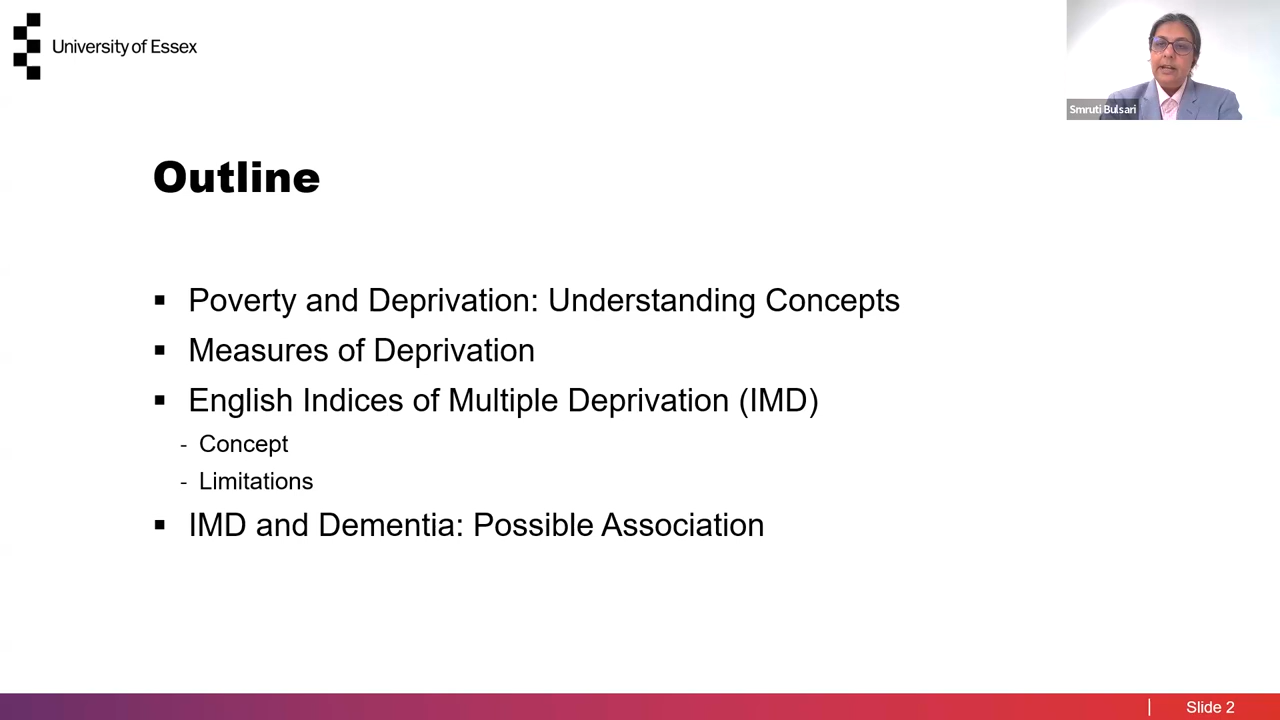 University of Essex
Smruti Bulsari
Outline
▪ Poverty and Deprivation: Understanding Concepts
▪ Measures of Deprivation
▪ English Indices of Multiple Deprivation (IMD)
- Concept
- Limitations
▪ IMD and Dementia: Possible Association
| Slide 2